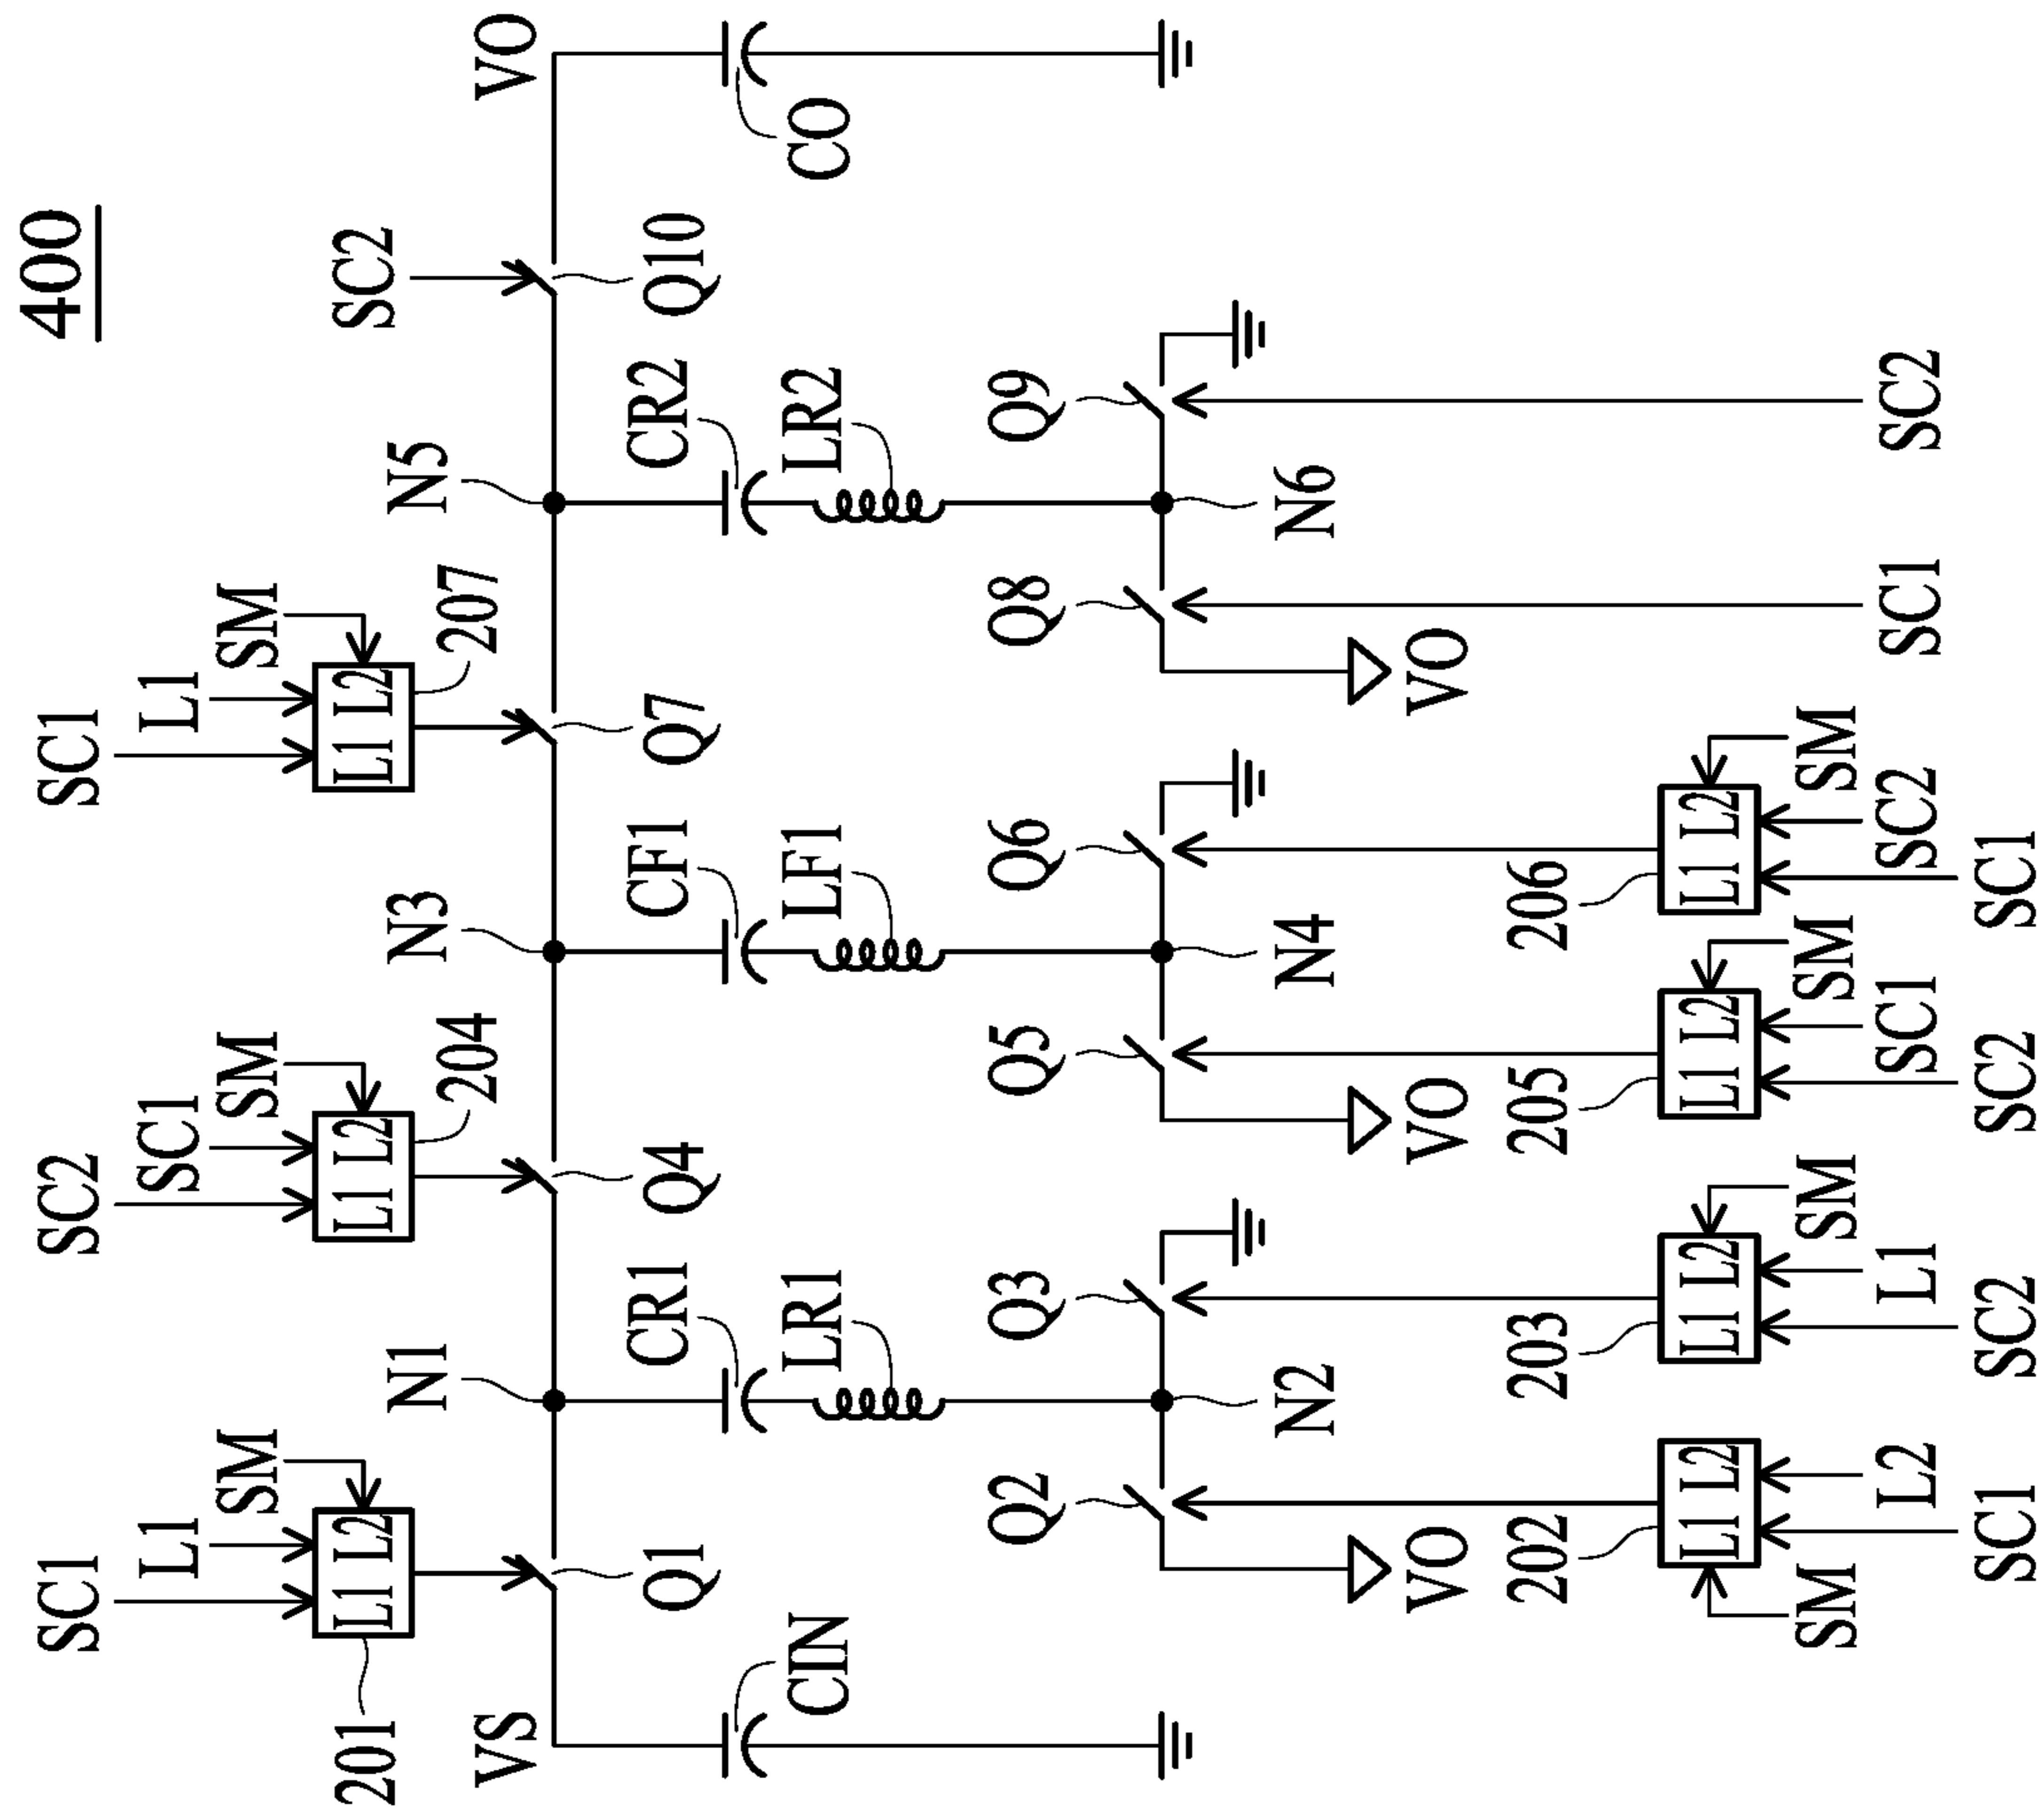 400
SC1
SC2
SC1
L1
SC1
L1
SM
SM
SM
201
L1 L2
L1 L2
L1 L2
SC2
N1
N3
N5
204
207
VS
VO
Q1
CR1
Q4
CF1
Q7
CR2
Q10
CIN
LR1
LF1
LR2
CO
Q2
Q3
Q5
Q6
Q8
Q9
N2
N4
N6
VO
VO
VO
202
203
205
206
L1 L2
L1 L2
L1 L2
L1 L2
SM
SM
SM
SM
L2
L1
SC1
SC2
SC1
SC2
SC1
SC2
SC2
SC1